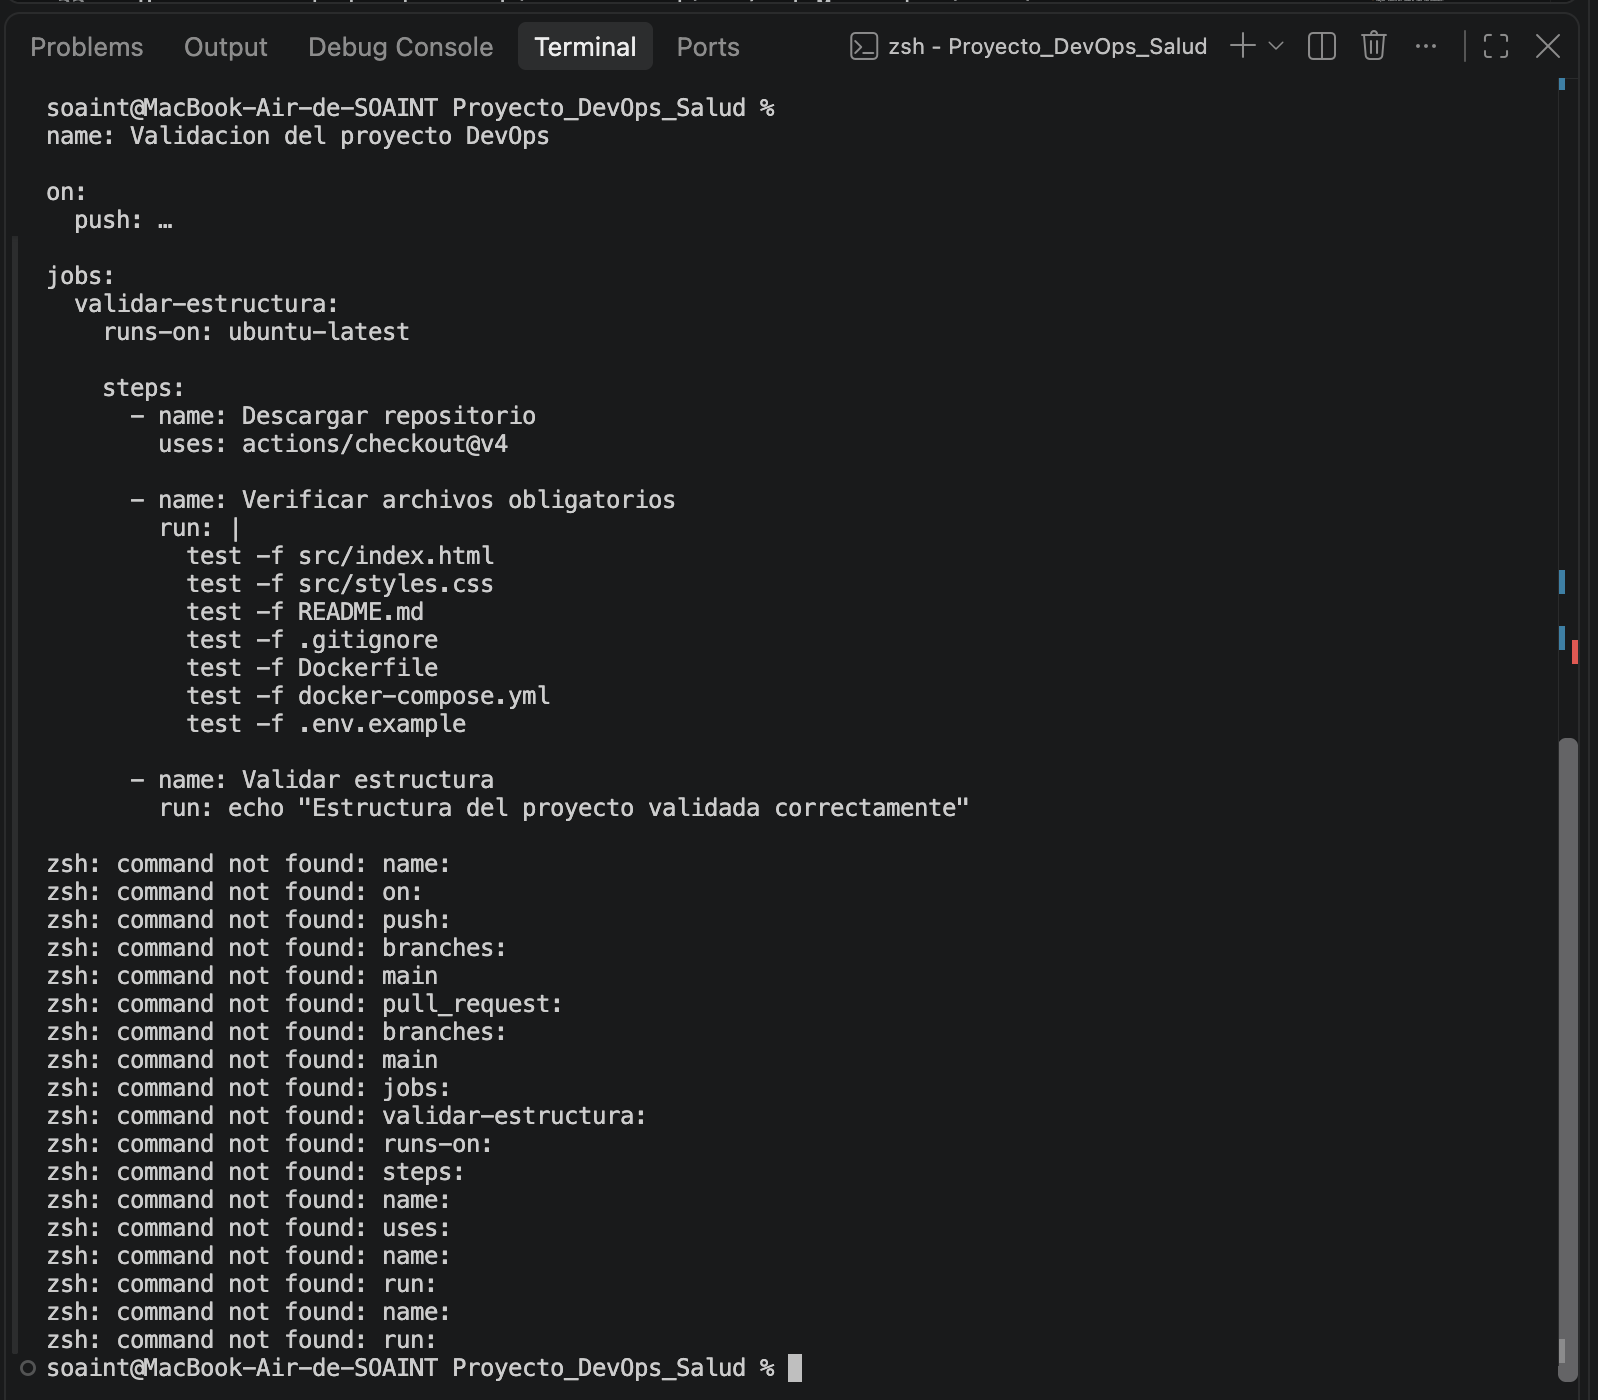 Problems Output Debug Console Terminal Ports zsh - Proyecto_DevOps_Salud
soaint@MacBook-Air-de-SOAINT Proyecto_DevOps_Salud %
name: Validacion del proyecto DevOps
on:
  push: …
jobs:
  validar-estructura:
    runs-on: ubuntu-latest
    steps:
      - name: Descargar repositorio
        uses: actions/checkout@v4
      - name: Verificar archivos obligatorios
        run: |
          test -f src/index.html
          test -f src/styles.css
          test -f README.md
          test -f .gitignore
          test -f Dockerfile
          test -f docker-compose.yml
          test -f .env.example
      - name: Validar estructura
        run: echo "Estructura del proyecto validada correctamente"
zsh: command not found: name:
zsh: command not found: on:
zsh: command not found: push:
zsh: command not found: branches:
zsh: command not found: main
zsh: command not found: pull_request:
zsh: command not found: branches:
zsh: command not found: main
zsh: command not found: jobs:
zsh: command not found: validar-estructura:
zsh: command not found: runs-on:
zsh: command not found: steps:
zsh: command not found: name:
zsh: command not found: uses:
zsh: command not found: name:
zsh: command not found: run:
zsh: command not found: name:
zsh: command not found: run:
soaint@MacBook-Air-de-SOAINT Proyecto_DevOps_Salud %